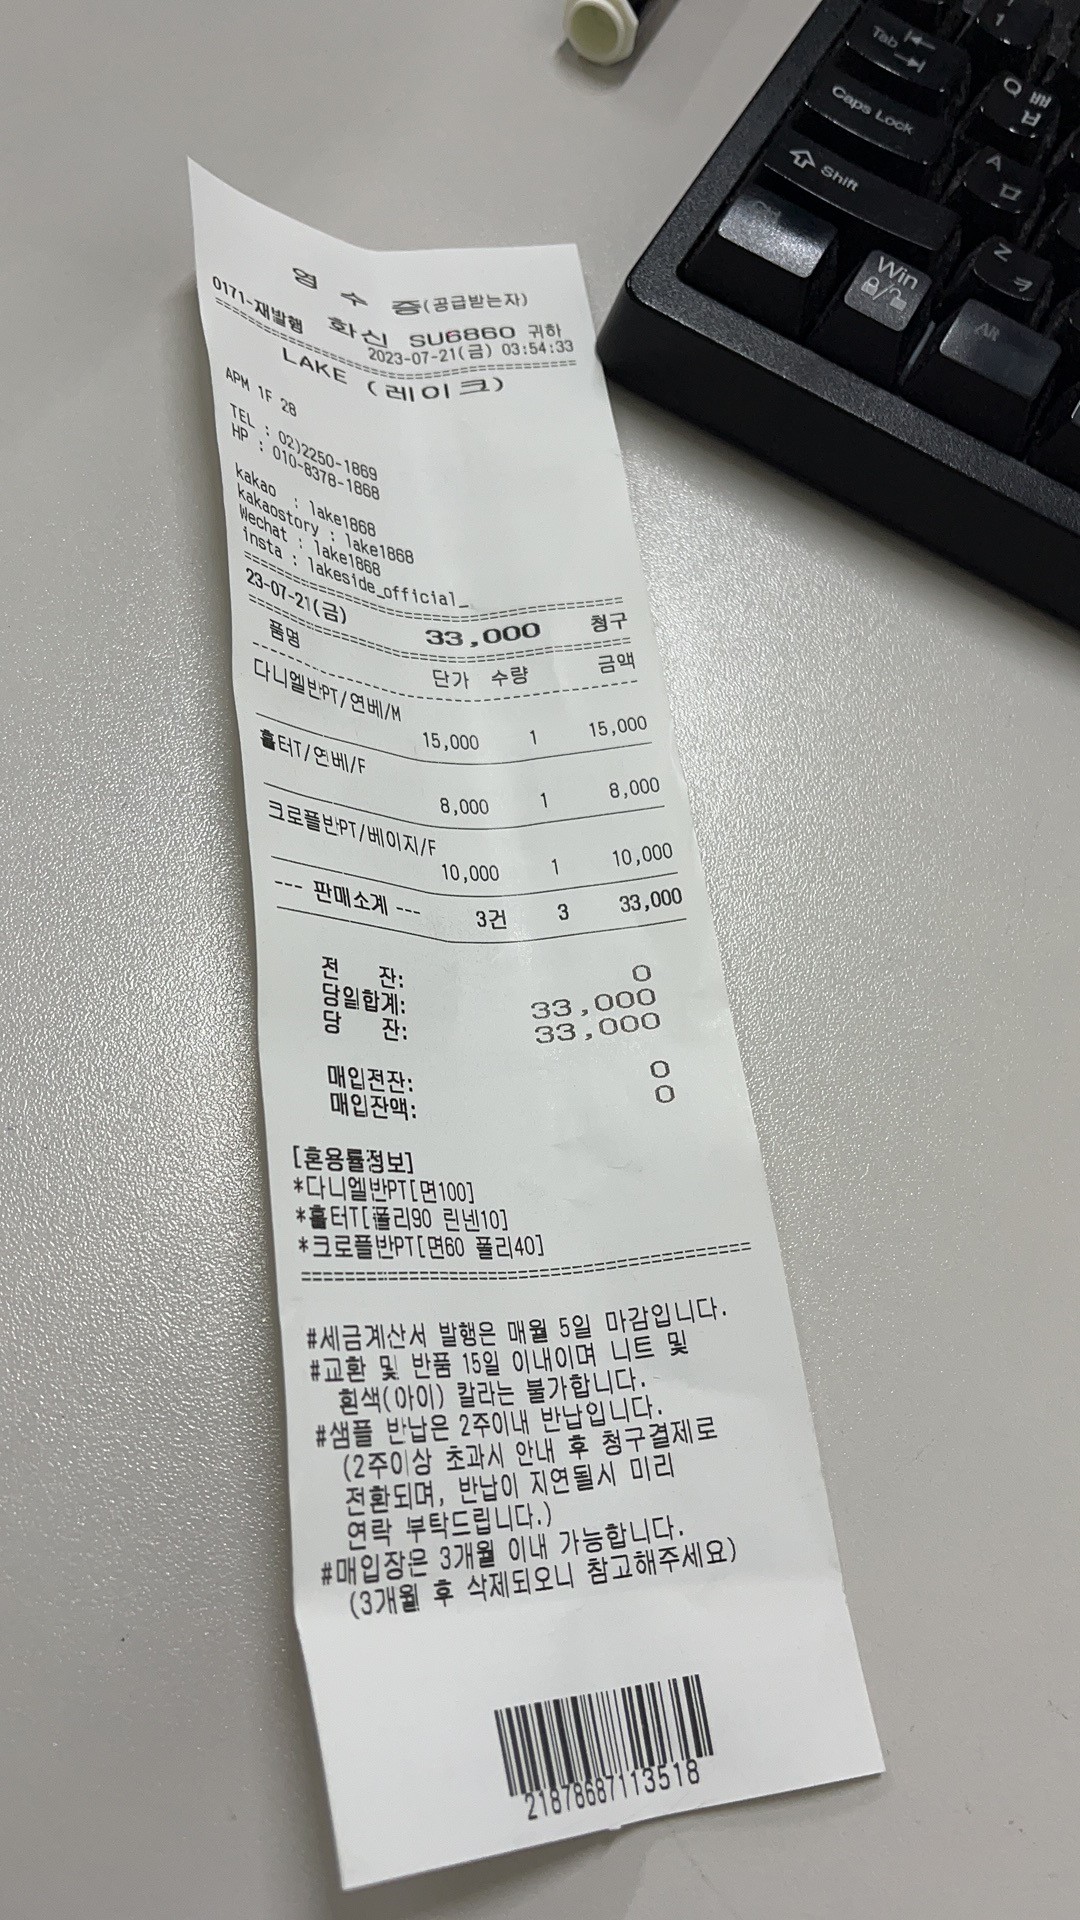 영 수 증(공급받는자)
0171-재발행 화신 SU6860 귀하
2023-07-21(금) 03:54:33
LAKE (레이크)
APM 1F 28
TEL : 02)2250-1869
HP : 010-8378-1868
kakao : lake1868
kakaostory : lake1868
Wechat : lake1868
insta : lakeside_official_
23-07-21(금) 33,000 청구
품명 단가 수량 금액
다니엘반PT/연베/M
15,000 1 15,000
홀터T/연베/F
8,000 1 8,000
크로플반PT/베이지/F
10,000 1 10,000
--- 판매소계 --- 3건 3 33,000
전 잔: 0
당일합계: 33,000
당 잔: 33,000
매입전잔: 0
매입잔액: 0
[혼용률정보]
*다니엘반PT[면100]
*홀터T[폴리90 린넨10]
*크로플반PT[면60 폴리40]
#세금계산서 발행은 매월 5일 마감입니다.
#교환 및 반품 15일 이내이며 니트 및
흰색(아이) 칼라는 불가합니다.
#샘플 반납은 2주이내 반납입니다.
(2주이상 초과시 안내 후 청구결제로
전환되며, 반납이 지연될시 미리
연락 부탁드립니다.)
#매입장은 3개월 이내 가능합니다.
(3개월 후 삭제되오니 참고해주세요)
21878687113518
Tab
Caps Lock
Shift
Win
1
Q ㅃ ㅂ
A ㅁ
Z ㅋ
Alt